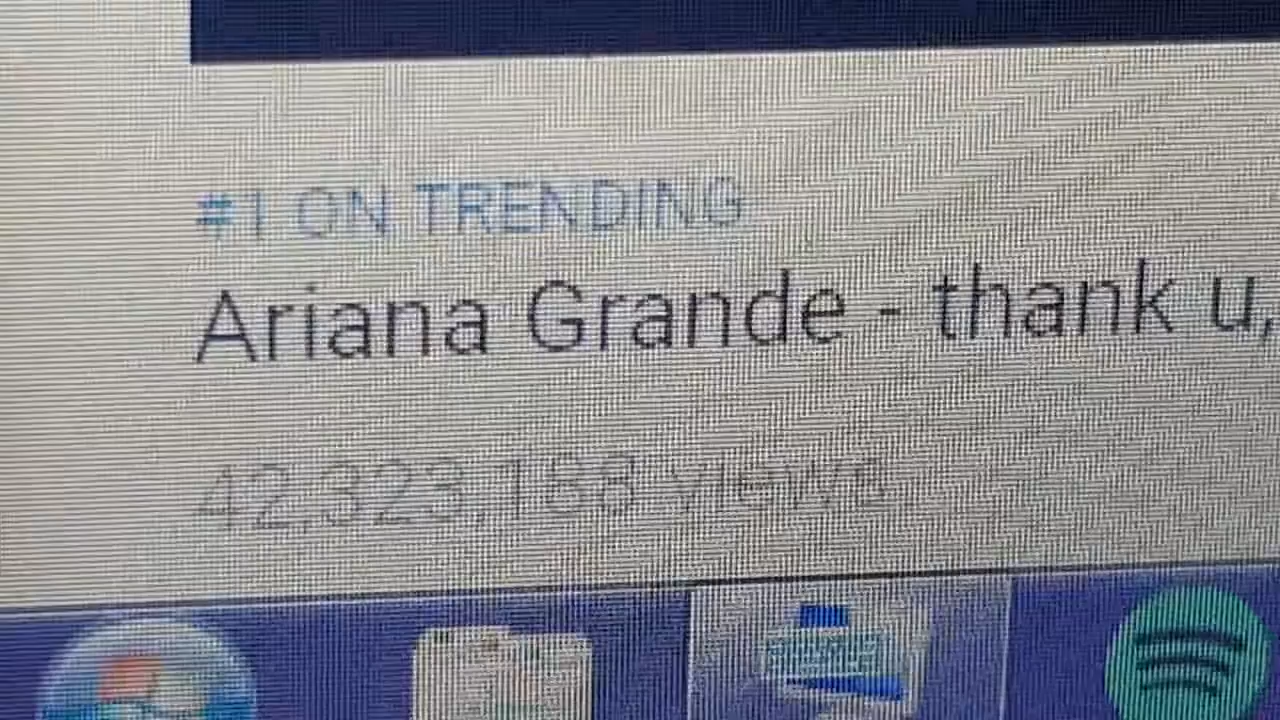 #1 ON TRENDING
Ariana Grande - thank u,
42,323,188 views